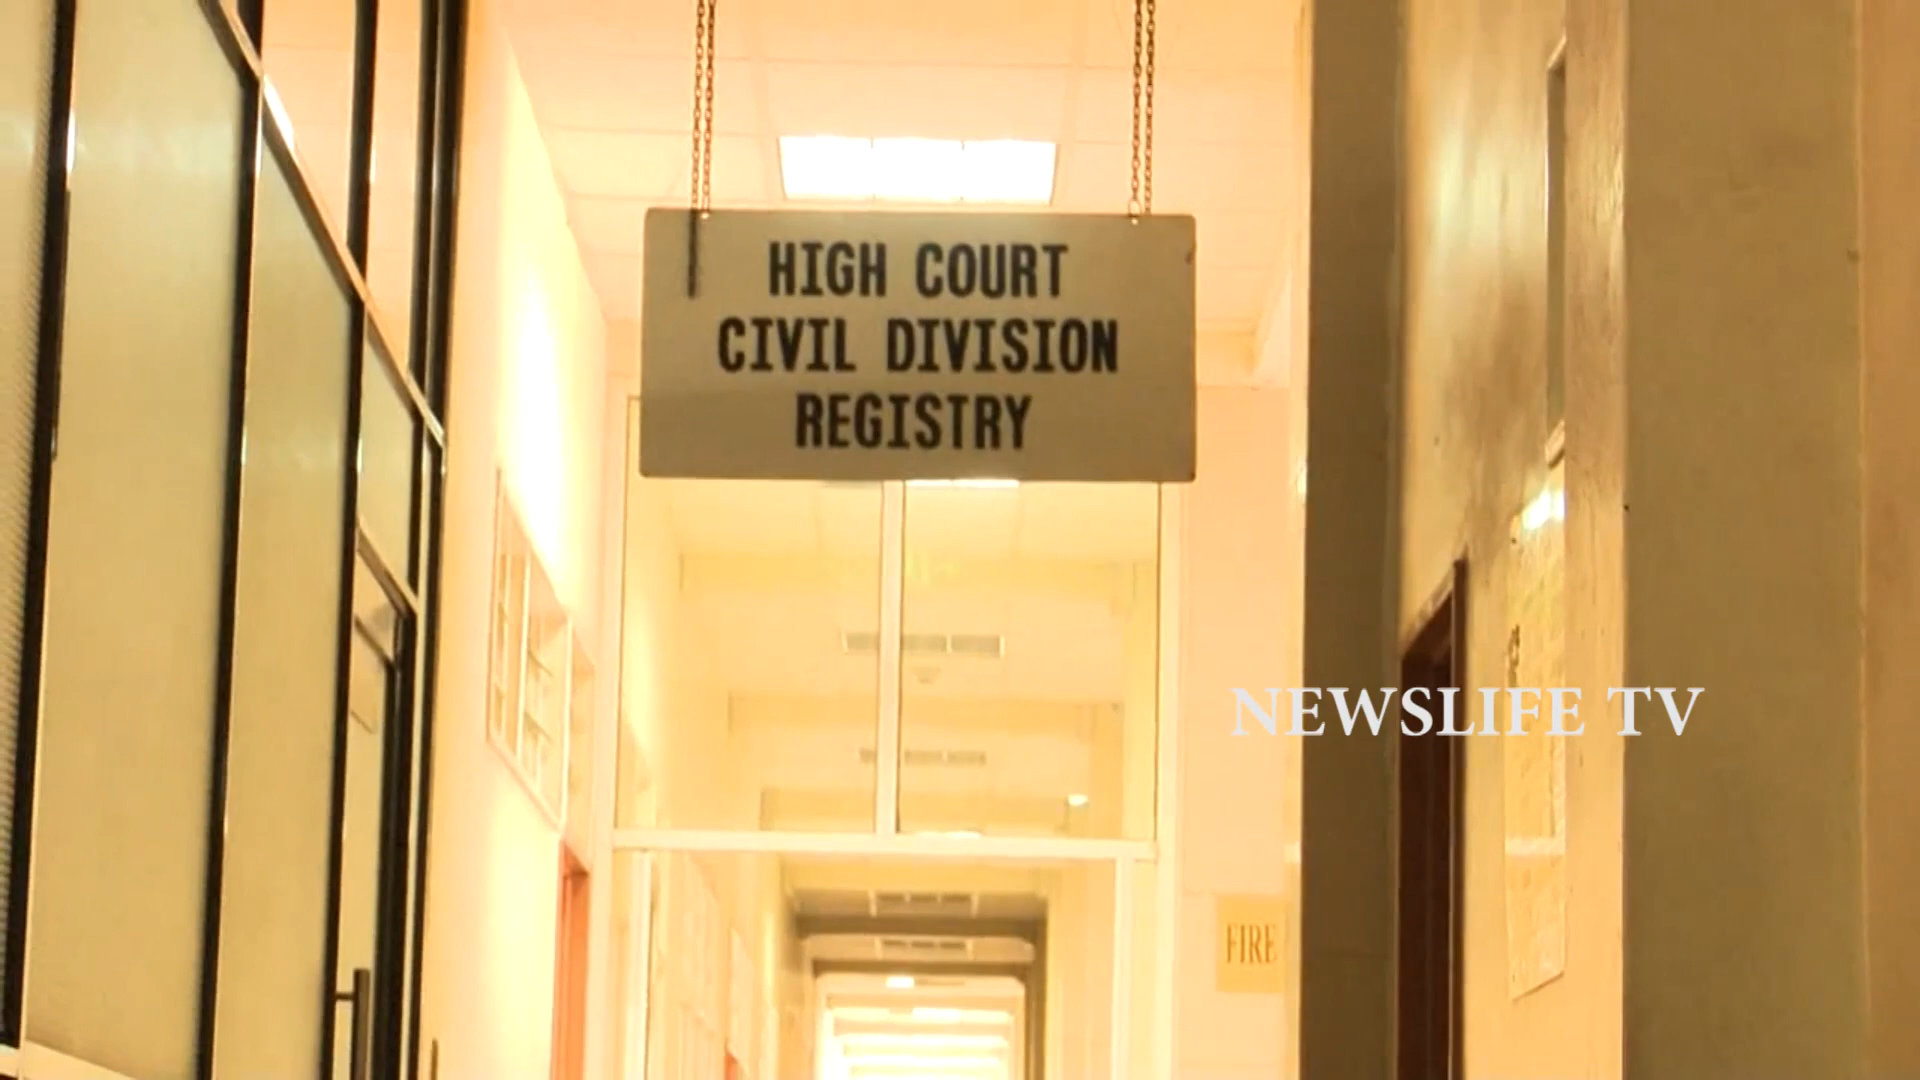 HIGH COURT
CIVIL DIVISION
REGISTRY
NEWSLIFE TV
FIRE